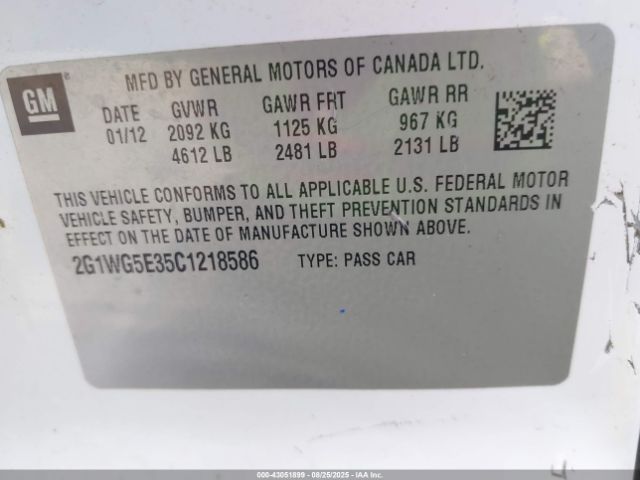 GM
MFD BY GENERAL MOTORS OF CANADA LTD.
DATE GVWR GAWR FRT GAWR RR
01/12 2092 KG 1125 KG 967 KG
4612 LB 2481 LB 2131 LB
THIS VEHICLE CONFORMS TO ALL APPLICABLE U.S. FEDERAL MOTOR
VEHICLE SAFETY, BUMPER, AND THEFT PREVENTION STANDARDS IN
EFFECT ON THE DATE OF MANUFACTURE SHOWN ABOVE.
2G1WG5E35C1218586 TYPE: PASS CAR
000-43051899 - 08/25/2025 - IAAI.COM